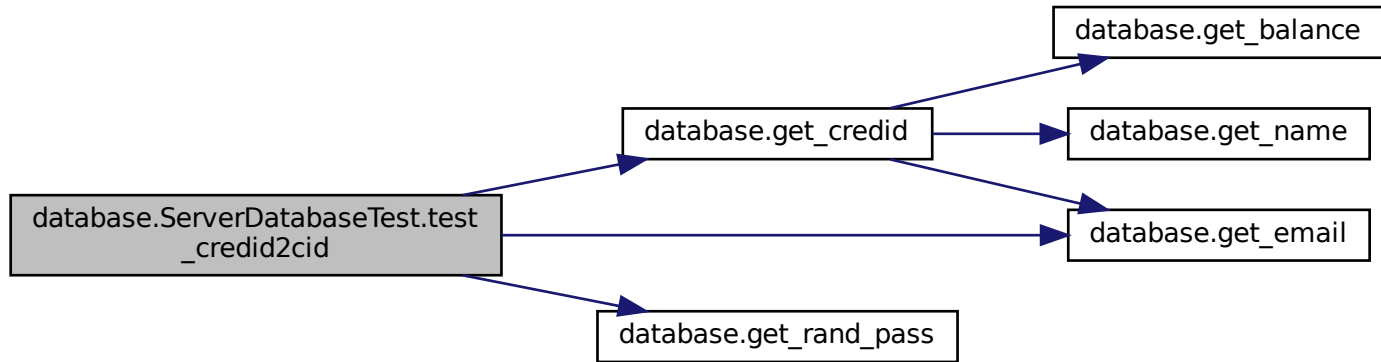 database.get_balance
database.get_credid
database.get_name
database.ServerDatabaseTest.test
_credid2cid
database.get_email
database.get_rand_pass